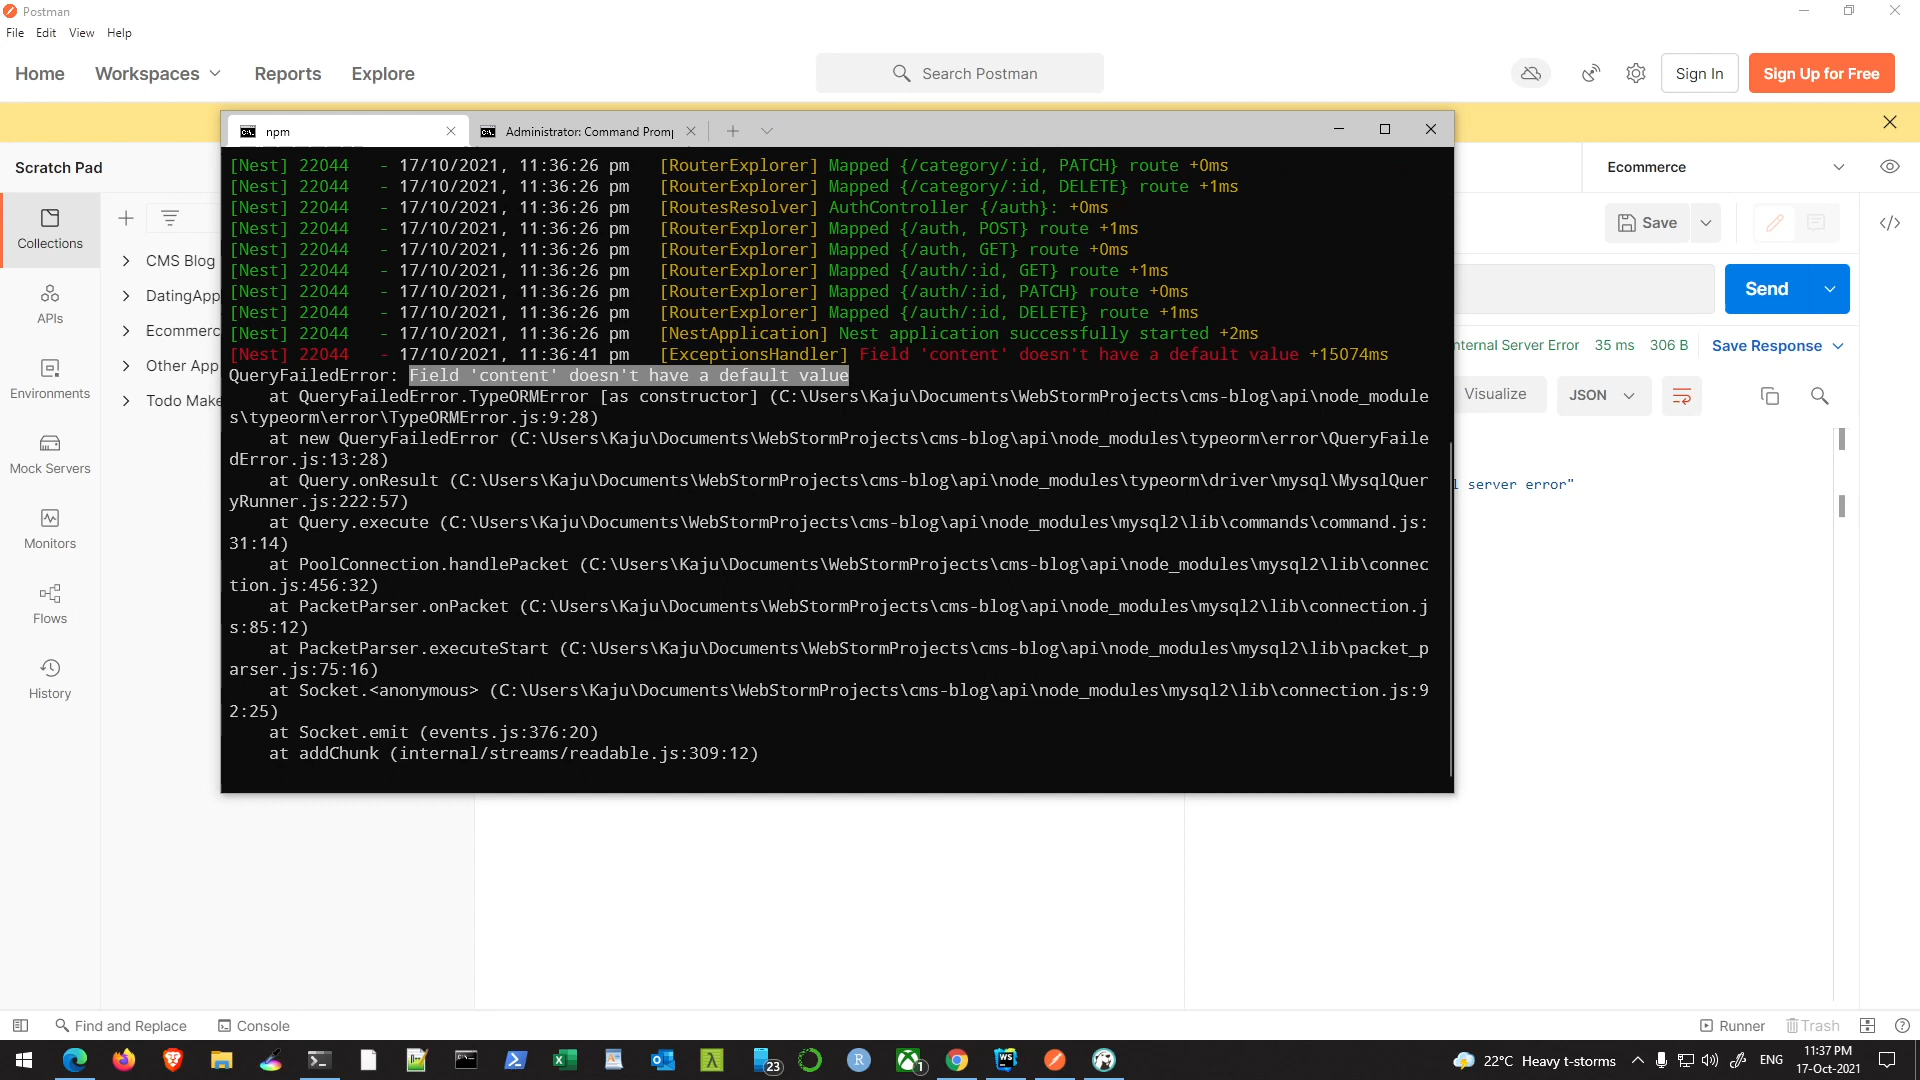 Postman
File Edit View Help
Home Workspaces Reports Explore
Search Postman
Sign In
Sign Up for Free
npm
Administrator: Command Prom
Scratch Pad
Ecommerce
Collections
APIs
Environments
Mock Servers
Monitors
Flows
History
CMS Blog
DatingApp
Ecommerc
Other App
Todo Make
[Nest] 22044 - 17/10/2021, 11:36:26 pm [RouterExplorer] Mapped {/category/:id, PATCH} route +0ms
[Nest] 22044 - 17/10/2021, 11:36:26 pm [RouterExplorer] Mapped {/category/:id, DELETE} route +1ms
[Nest] 22044 - 17/10/2021, 11:36:26 pm [RoutesResolver] AuthController {/auth}: +0ms
[Nest] 22044 - 17/10/2021, 11:36:26 pm [RouterExplorer] Mapped {/auth, POST} route +1ms
[Nest] 22044 - 17/10/2021, 11:36:26 pm [RouterExplorer] Mapped {/auth, GET} route +0ms
[Nest] 22044 - 17/10/2021, 11:36:26 pm [RouterExplorer] Mapped {/auth/:id, GET} route +1ms
[Nest] 22044 - 17/10/2021, 11:36:26 pm [RouterExplorer] Mapped {/auth/:id, PATCH} route +0ms
[Nest] 22044 - 17/10/2021, 11:36:26 pm [RouterExplorer] Mapped {/auth/:id, DELETE} route +1ms
[Nest] 22044 - 17/10/2021, 11:36:26 pm [NestApplication] Nest application successfully started +2ms
[Nest] 22044 - 17/10/2021, 11:36:41 pm [ExceptionsHandler] Field 'content' doesn't have a default value +15074ms
QueryFailedError: Field 'content' doesn't have a default value
at QueryFailedError.TypeORMError [as constructor] (C:\Users\Kaju\Documents\WebStormProjects\cms-blog\api\node_module
s\typeorm\error\TypeORMError.js:9:28)
at new QueryFailedError (C:\Users\Kaju\Documents\WebStormProjects\cms-blog\api\node_modules\typeorm\error\QueryFaile
dError.js:13:28)
at Query.onResult (C:\Users\Kaju\Documents\WebStormProjects\cms-blog\api\node_modules\typeorm\driver\mysql\MysqlQuer
yRunner.js:222:57)
at Query.execute (C:\Users\Kaju\Documents\WebStormProjects\cms-blog\api\node_modules\mysql2\lib\commands\command.js:
31:14)
at PoolConnection.handlePacket (C:\Users\Kaju\Documents\WebStormProjects\cms-blog\api\node_modules\mysql2\lib\connec
tion.js:456:32)
at PacketParser.onPacket (C:\Users\Kaju\Documents\WebStormProjects\cms-blog\api\node_modules\mysql2\lib\connection.j
s:85:12)
at PacketParser.executeStart (C:\Users\Kaju\Documents\WebStormProjects\cms-blog\api\node_modules\mysql2\lib\packet_p
arser.js:75:16)
at Socket.<anonymous> (C:\Users\Kaju\Documents\WebStormProjects\cms-blog\api\node_modules\mysql2\lib\connection.js:9
2:25)
at Socket.emit (events.js:376:20)
at addChunk (internal/streams/readable.js:309:12)
Save
Send
nternal Server Error 35 ms 306 B Save Response
Visualize JSON
l server error"
Find and Replace Console
Runner Trash
23
1
22°C Heavy t-storms ENG
11:37 PM
17-Oct-2021